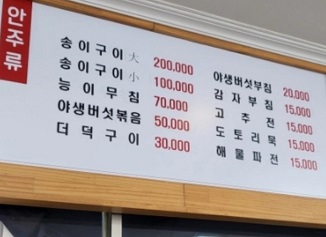 안주류
송이구이 大 200,000
송이구이 小 100,000
능이무침 70,000
야생버섯볶음 50,000
더덕구이 30,000
야생버섯부침 20,000
감자부침 15,000
고추전 15,000
도토리묵 15,000
해물파전 15,000